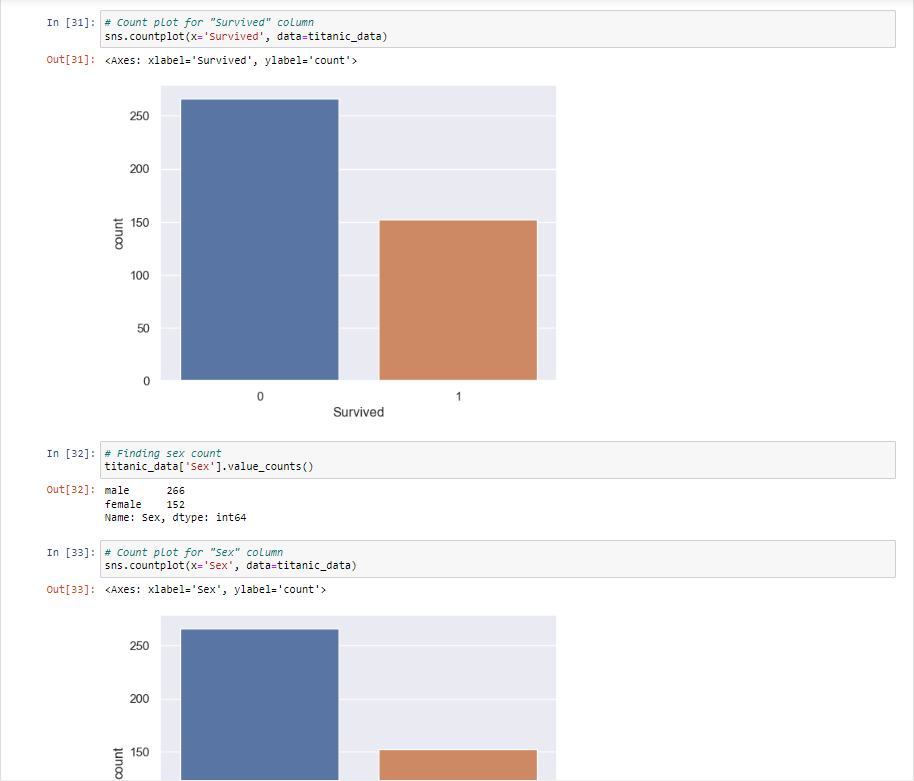 In [31]: # Count plot for "Survived" column
sns.countplot(x='Survived', data=titanic_data)
Out[31]: <Axes: xlabel='Survived', ylabel='count'>
250
200
150
100
50
0
count
0 1
Survived
In [32]: # Finding sex count
titanic_data['Sex'].value_counts()
Out[32]: male 266
female 152
Name: Sex, dtype: int64
In [33]: # Count plot for "Sex" column
sns.countplot(x='Sex', data=titanic_data)
Out[33]: <Axes: xlabel='Sex', ylabel='count'>
250
200
150
count